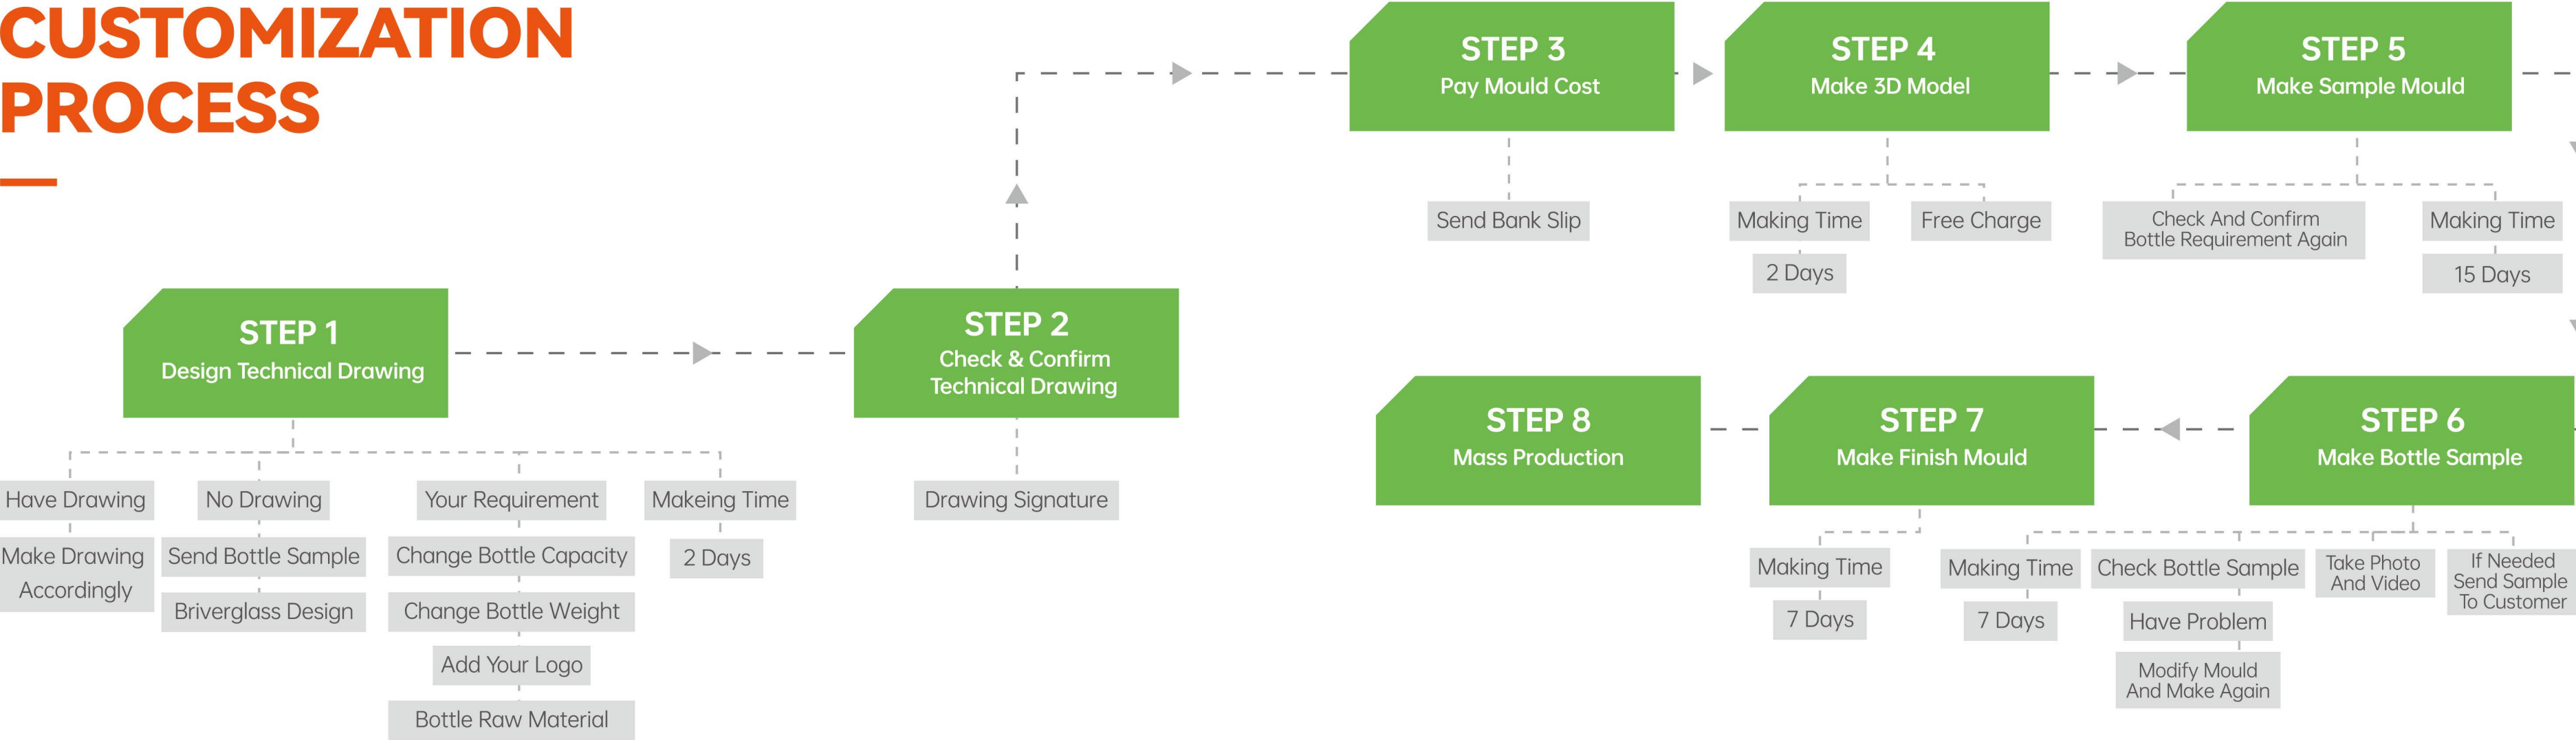 CUSTOMIZATION
PROCESS
STEP 1
Design Technical Drawing
Have Drawing
Make Drawing
Accordingly
No Drawing
Send Bottle Sample
Briverglass Design
Your Requirement
Change Bottle Capacity
Change Bottle Weight
Add Your Logo
Bottle Raw Material
Makeing Time
2 Days
STEP 2
Check & Confirm
Technical Drawing
Drawing Signature
STEP 3
Pay Mould Cost
Send Bank Slip
STEP 4
Make 3D Model
Making Time
2 Days
Free Charge
STEP 5
Make Sample Mould
Check And Confirm
Bottle Requirement Again
Making Time
15 Days
STEP 6
Make Bottle Sample
Making Time
7 Days
Check Bottle Sample
Have Problem
Modify Mould
And Make Again
Take Photo
And Video
If Needed
Send Sample
To Customer
STEP 7
Make Finish Mould
Making Time
7 Days
STEP 8
Mass Production